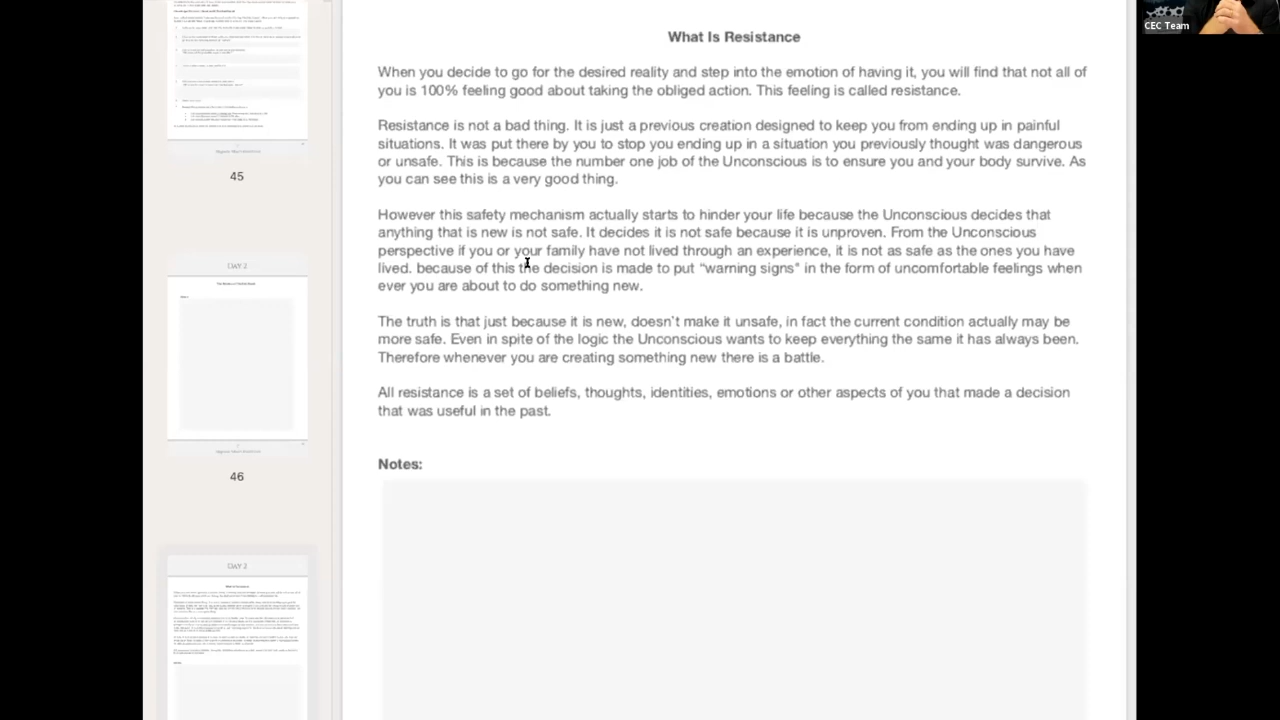 CEC Team
45
DAY 2
46
DAY 2
What Is Resistance
When you decide to go for the desired reality and step into the emotion of having it, you will find that not all of
you is 100% feeling good about taking the obliged action. This feeling is called resistance.
Resistance is not a bad thing. It is just a previous creation designed to keep you from ending up in painful
situations. It was put there by you to stop you ending up in a situation you previously thought was dangerous
or unsafe. This is because the number one job of the Unconscious is to ensure you and your body survive. As
you can see this is a very good thing.
However this safety mechanism actually starts to hinder your life because the Unconscious decides that
anything that is new is not safe. It decides it is not safe because it is unproven. From the Unconscious
perspective if you or your family have not lived through an experience, it is not as safe as the ones you have
lived. because of this the decision is made to put "warning signs" in the form of uncomfortable feelings when
ever you are about to do something new.
The truth is that just because it is new, doesn't make it unsafe, in fact the current condition actually may be
more safe. Even in spite of the logic the Unconscious wants to keep everything the same it has always been.
Therefore whenever you are creating something new there is a battle.
All resistance is a set of beliefs, thoughts, identities, emotions or other aspects of you that made a decision
that was useful in the past.
Notes: